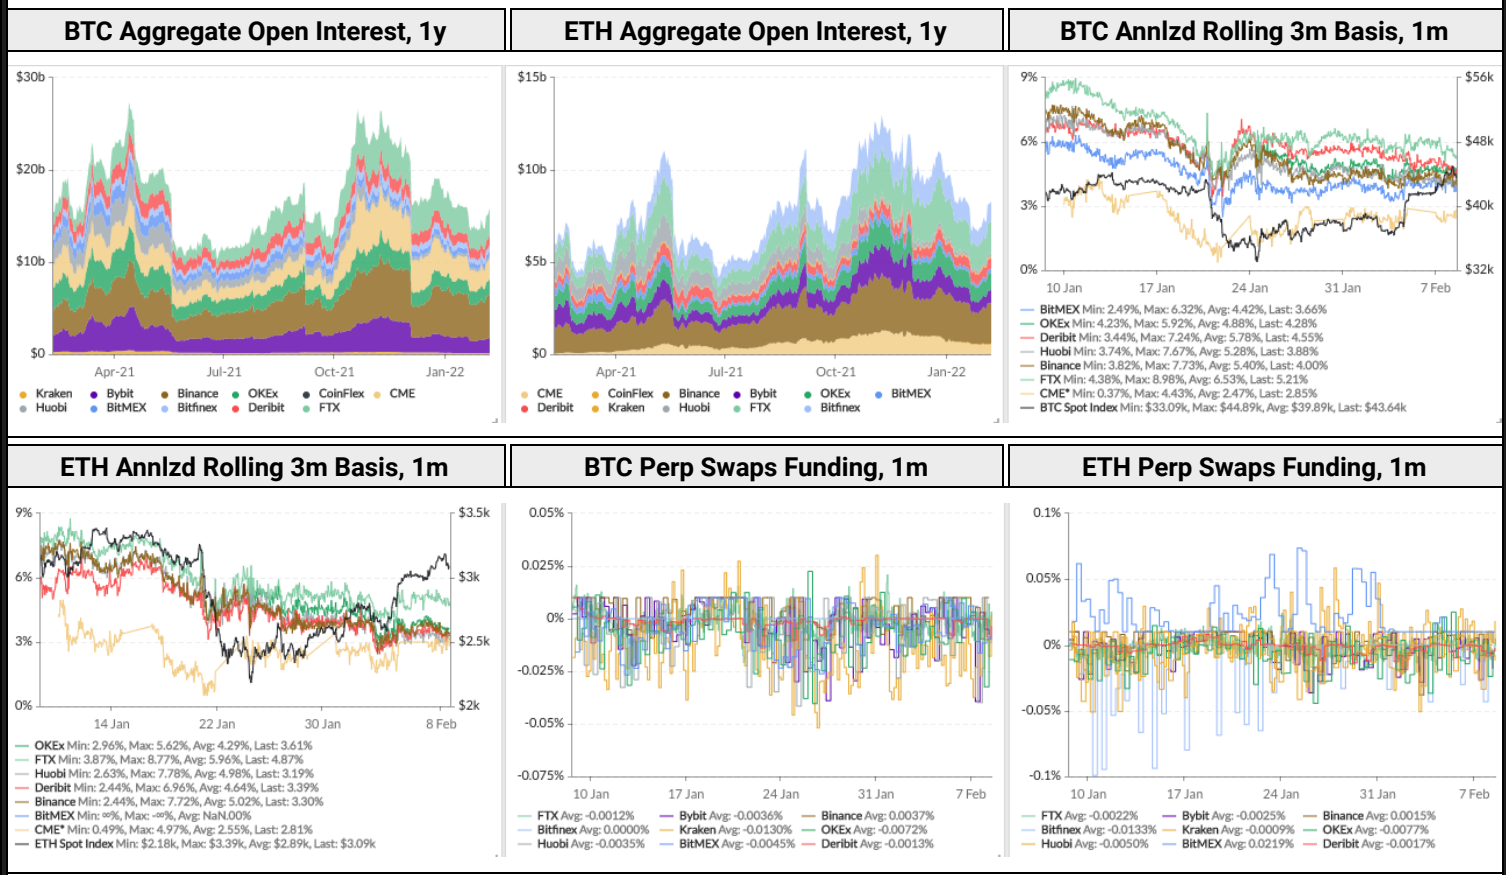 BTC Aggregate Open Interest, 1y
$30b
$20b
$10b
$0
Apr-21 Jul-21 Oct-21 Jan-22
Kraken Bybit Binance OKEx CoinFlex CME
Huobi BitMEX Bitfinex Deribit FTX
ETH Aggregate Open Interest, 1y
$15b
$10b
$5b
$0
Apr-21 Jul-21 Oct-21 Jan-22
CME CoinFlex Binance Bybit OKEx BitMEX
Deribit Kraken Huobi FTX Bitfinex
BTC Annlzd Rolling 3m Basis, 1m
9% $56k
6% $48k
3% $40k
0% $32k
10 Jan 17 Jan 24 Jan 31 Jan 7 Feb
BitMEX Min: 2.49%, Max: 6.32%, Avg: 4.42%, Last: 3.66%
OKEx Min: 4.23%, Max: 5.92%, Avg: 4.88%, Last: 4.28%
Deribit Min: 3.44%, Max: 7.24%, Avg: 5.78%, Last: 4.55%
Huobi Min: 3.74%, Max: 7.67%, Avg: 5.28%, Last: 3.88%
Binance Min: 3.82%, Max: 7.73%, Avg: 5.40%, Last: 4.00%
FTX Min: 4.38%, Max: 8.98%, Avg: 6.53%, Last: 5.21%
CME* Min: 0.37%, Max: 4.43%, Avg: 2.47%, Last: 2.85%
BTC Spot Index Min: $33.09k, Max: $44.89k, Avg: $39.89k, Last: $43.64k
ETH Annlzd Rolling 3m Basis, 1m
9% $3.5k
6% $3k
3% $2.5k
0% $2k
14 Jan 22 Jan 30 Jan 8 Feb
OKEx Min: 2.96%, Max: 5.62%, Avg: 4.29%, Last: 3.61%
FTX Min: 3.87%, Max: 8.77%, Avg: 5.96%, Last: 4.87%
Huobi Min: 2.63%, Max: 7.78%, Avg: 4.98%, Last: 3.19%
Deribit Min: 2.44%, Max: 6.96%, Avg: 4.64%, Last: 3.39%
Binance Min: 2.44%, Max: 7.72%, Avg: 5.02%, Last: 3.30%
BitMEX Min: ∞%, Max: -∞%, Avg: NaN.00%
CME* Min: 0.49%, Max: 4.97%, Avg: 2.55%, Last: 2.81%
ETH Spot Index Min: $2.18k, Max: $3.39k, Avg: $2.89k, Last: $3.09k
BTC Perp Swaps Funding, 1m
0.05%
0.025%
0%
-0.025%
-0.05%
-0.075%
10 Jan 17 Jan 24 Jan 31 Jan 7 Feb
FTX Avg: -0.0012% Bybit Avg: -0.0036% Binance Avg: 0.0037%
Bitfinex Avg: 0.0000% Kraken Avg: -0.0130% OKEx Avg: -0.0072%
Huobi Avg: -0.0035% BitMEX Avg: -0.0045% Deribit Avg: -0.0013%
ETH Perp Swaps Funding, 1m
0.1%
0.05%
0%
-0.05%
-0.1%
10 Jan 17 Jan 24 Jan 31 Jan 7 Feb
FTX Avg: -0.0022% Bybit Avg: -0.0025% Binance Avg: 0.0015%
Bitfinex Avg: -0.0133% Kraken Avg: -0.0009% OKEx Avg: -0.0077%
Huobi Avg: -0.0050% BitMEX Avg: 0.0219% Deribit Avg: -0.0017%